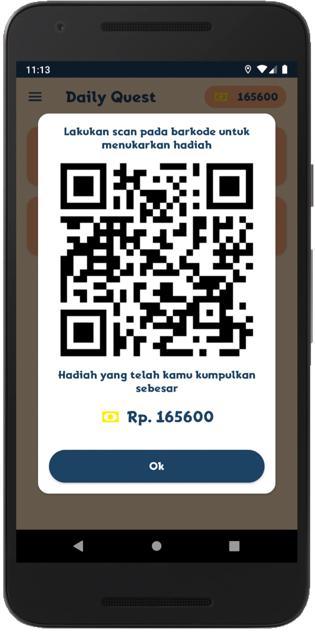 11:13
Daily Quest
165600
Lakukan scan pada barkode untuk
menukarkan hadiah
Hadiah yang telah kamu kumpulkan
sebesar
Rp. 165600
Ok